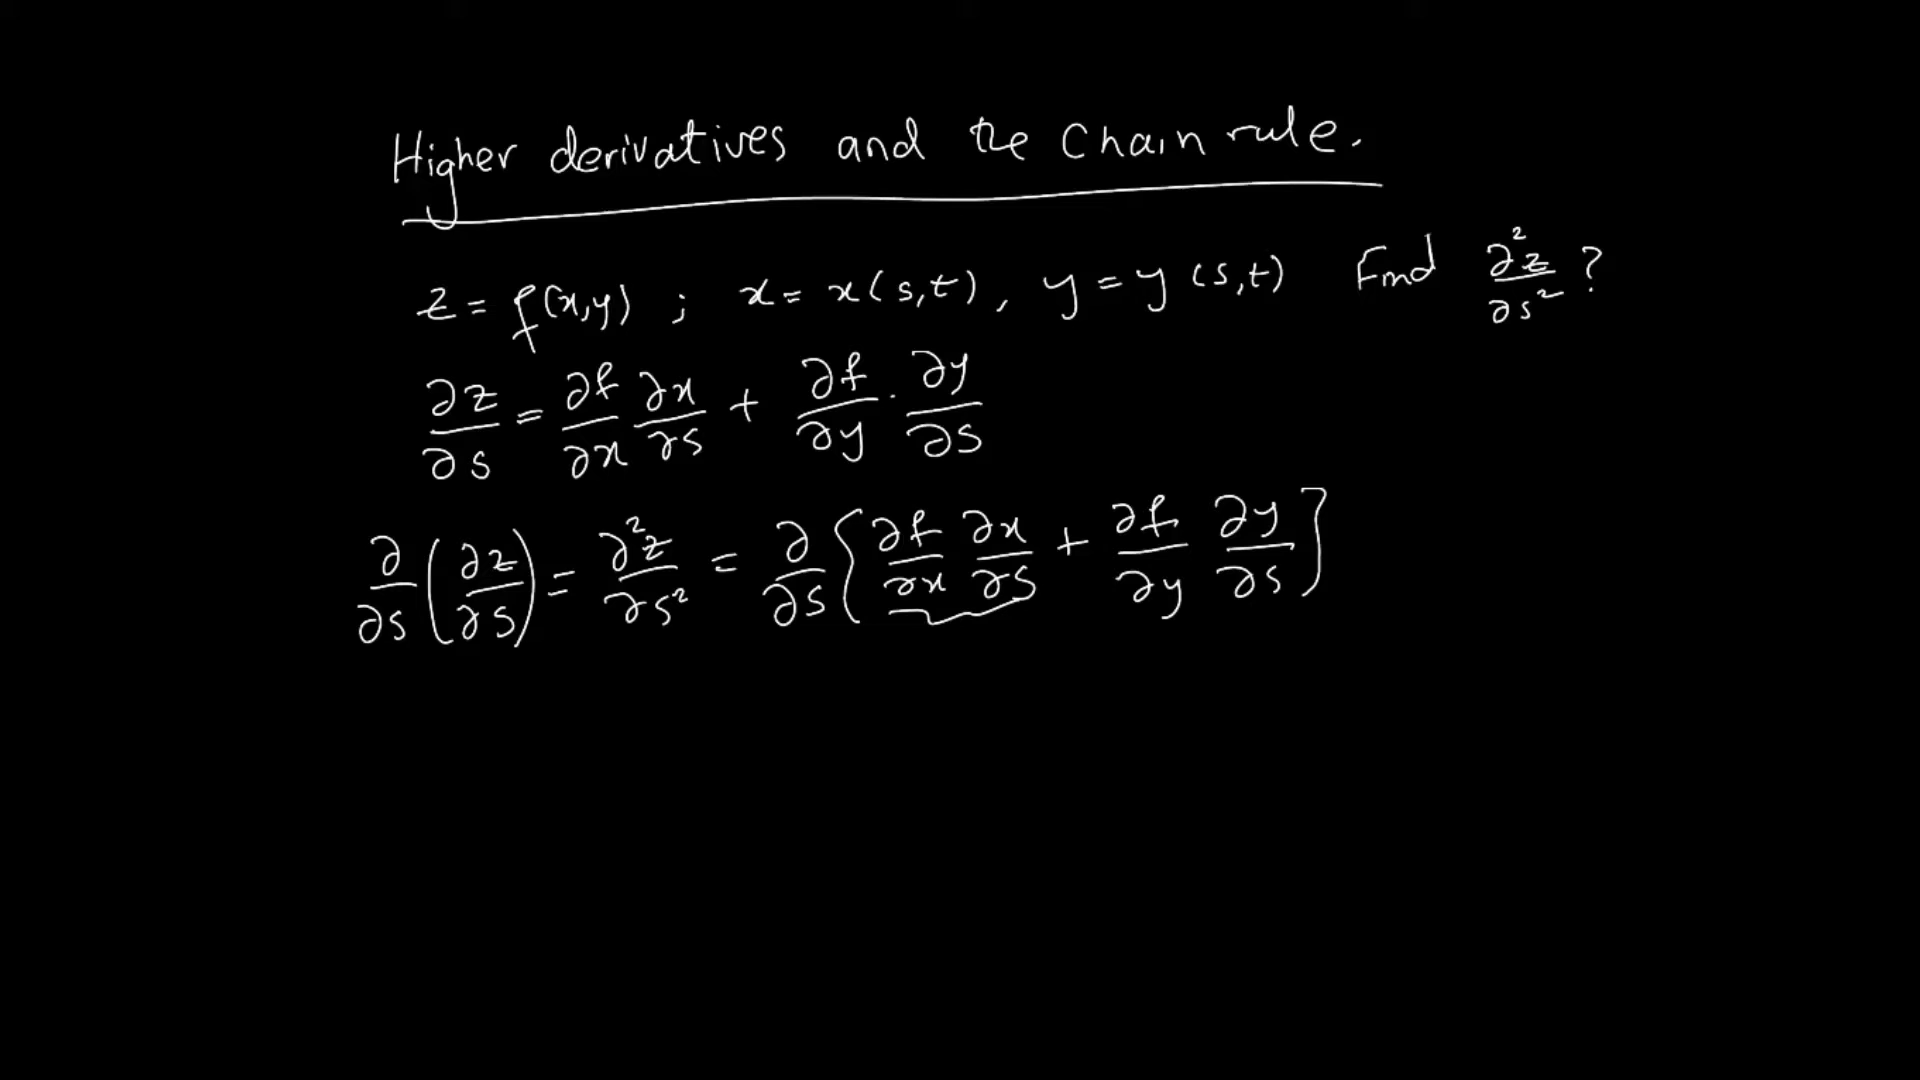 Higher derivatives and the Chain rule.
z = f(x,y) ; x = x(s,t), y = y(s,t) Find ∂²z/∂s² ?
∂z/∂s = ∂f/∂x ∂x/∂s + ∂f/∂y · ∂y/∂s
∂/∂s (∂z/∂s) = ∂²z/∂s² = ∂/∂s {∂f/∂x ∂x/∂s + ∂f/∂y ∂y/∂s}